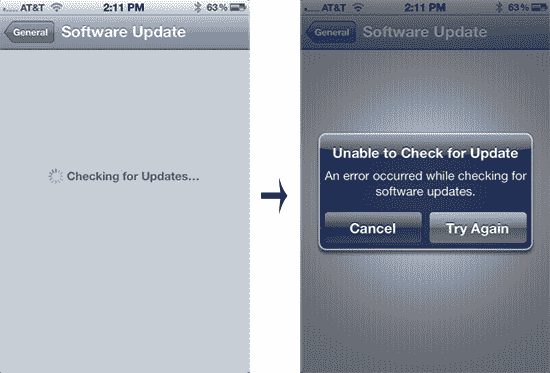 AT&T 2:11 PM 63%
General Software Update
Checking for Updates...
AT&T 2:11 PM 63%
General Software Update
Unable to Check for Update
An error occurred while checking for
software updates.
Cancel Try Again